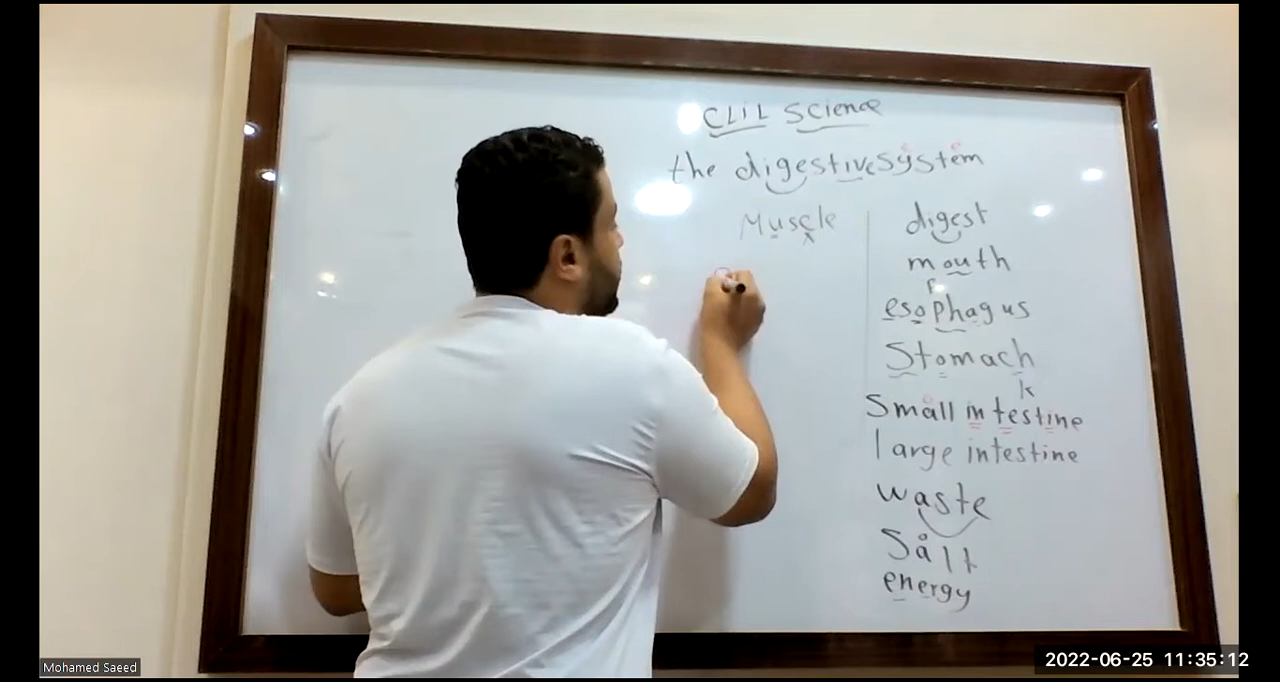 CLIL Science
the digestive system
Muscle
digest
mouth
F
esophagus
Stomach
k
Small intestine
large intestine
waste
Salt
energy
Mohamed Saeed
2022-06-25 11:35:12